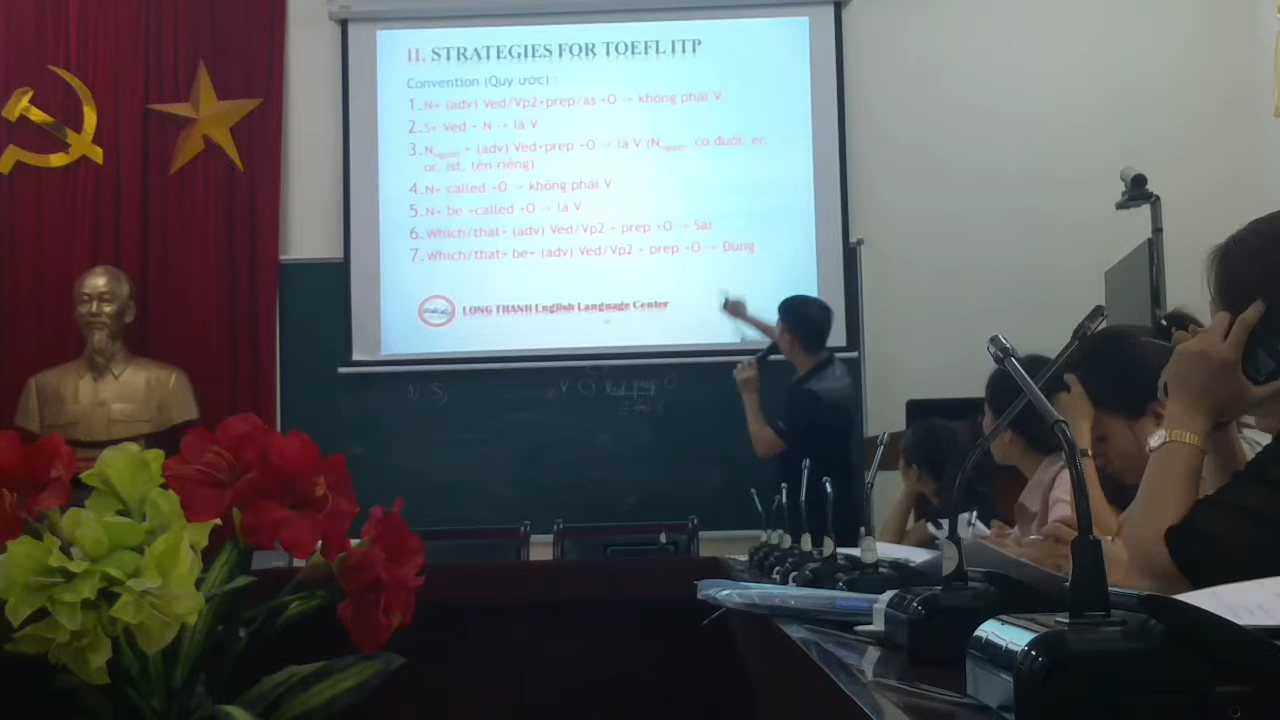 II. STRATEGIES FOR TOEFL ITP
Convention (Quy ước) :
1. N+ (adv) Ved/Vp2+prep/as +O -> không phải V
2. S+ Ved + N -> là V
3. Nngười + (adv) Ved+prep +O -> là V (Nngười: có đuôi: er,
or, ist, tên riêng)
4. N+ called +O -> không phải V
5. N+ be +called +O -> là V
6. Which/that+ (adv) Ved/Vp2 + prep +O -> Sai
7. Which/that+ be+ (adv) Ved/Vp2 + prep +O -> Đúng
LONG THANH English Language Center